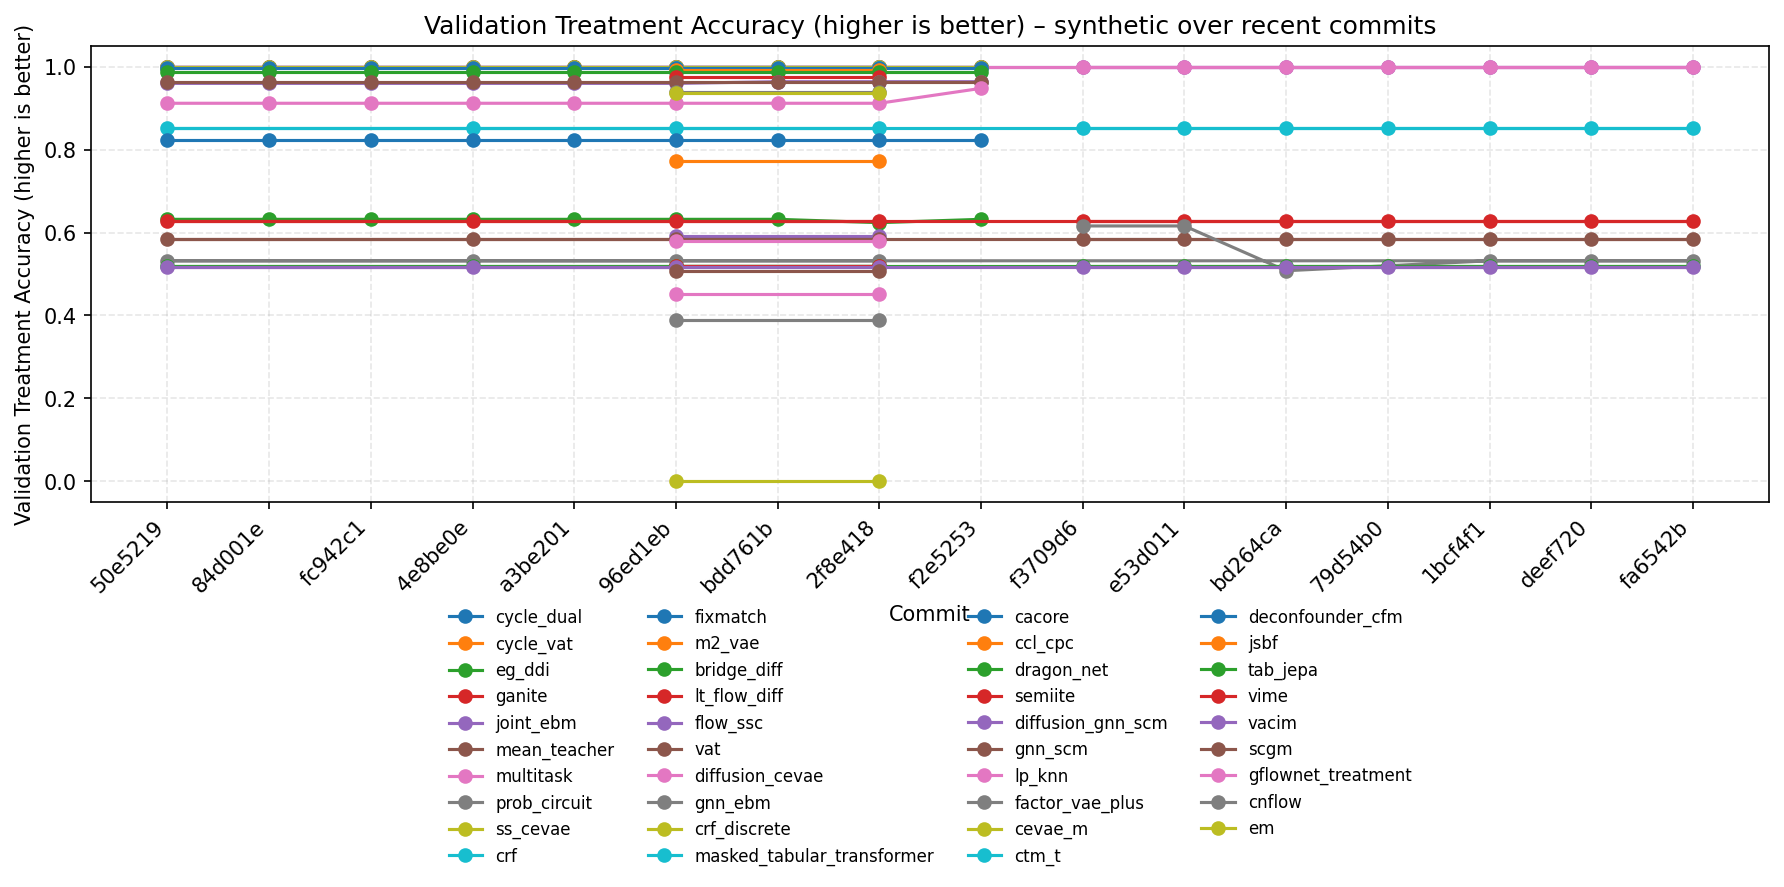 Validation Treatment Accuracy (higher is better) – synthetic over recent commits
Validation Treatment Accuracy (higher is better)
1.0
0.8
0.6
0.4
0.2
0.0
50e5219
84d001e
fc942c1
4e8be0e
a3be201
96ed1eb
bdd761b
2f8e418
f2e5253
f3709d6
e53d011
bd264ca
79d54b0
1bcf4f1
deef720
fa6542b
Commit
cycle_dual
cycle_vat
eg_ddi
ganite
joint_ebm
mean_teacher
multitask
prob_circuit
ss_cevae
crf
fixmatch
m2_vae
bridge_diff
lt_flow_diff
flow_ssc
vat
diffusion_cevae
gnn_ebm
crf_discrete
masked_tabular_transformer
cacore
ccl_cpc
dragon_net
semiite
diffusion_gnn_scm
gnn_scm
lp_knn
factor_vae_plus
cevae_m
ctm_t
deconfounder_cfm
jsbf
tab_jepa
vime
vacim
scgm
gflownet_treatment
cnflow
em